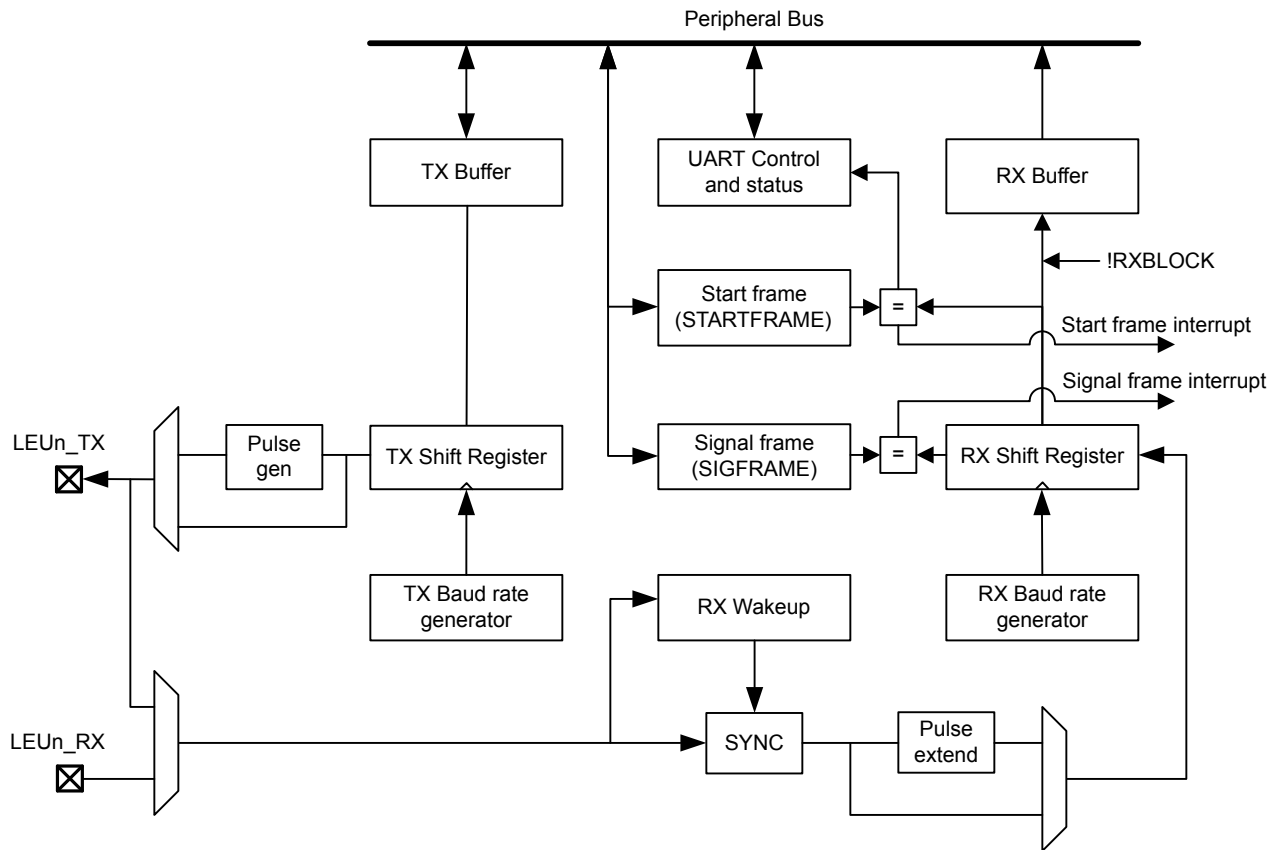 Peripheral Bus
TX Buffer
UART Control
and status
RX Buffer
!RXBLOCK
Start frame
(STARTFRAME)
=
Start frame interrupt
Signal frame interrupt
LEUn_TX
Pulse
gen
TX Shift Register
Signal frame
(SIGFRAME)
=
RX Shift Register
TX Baud rate
generator
RX Wakeup
RX Baud rate
generator
LEUn_RX
SYNC
Pulse
extend